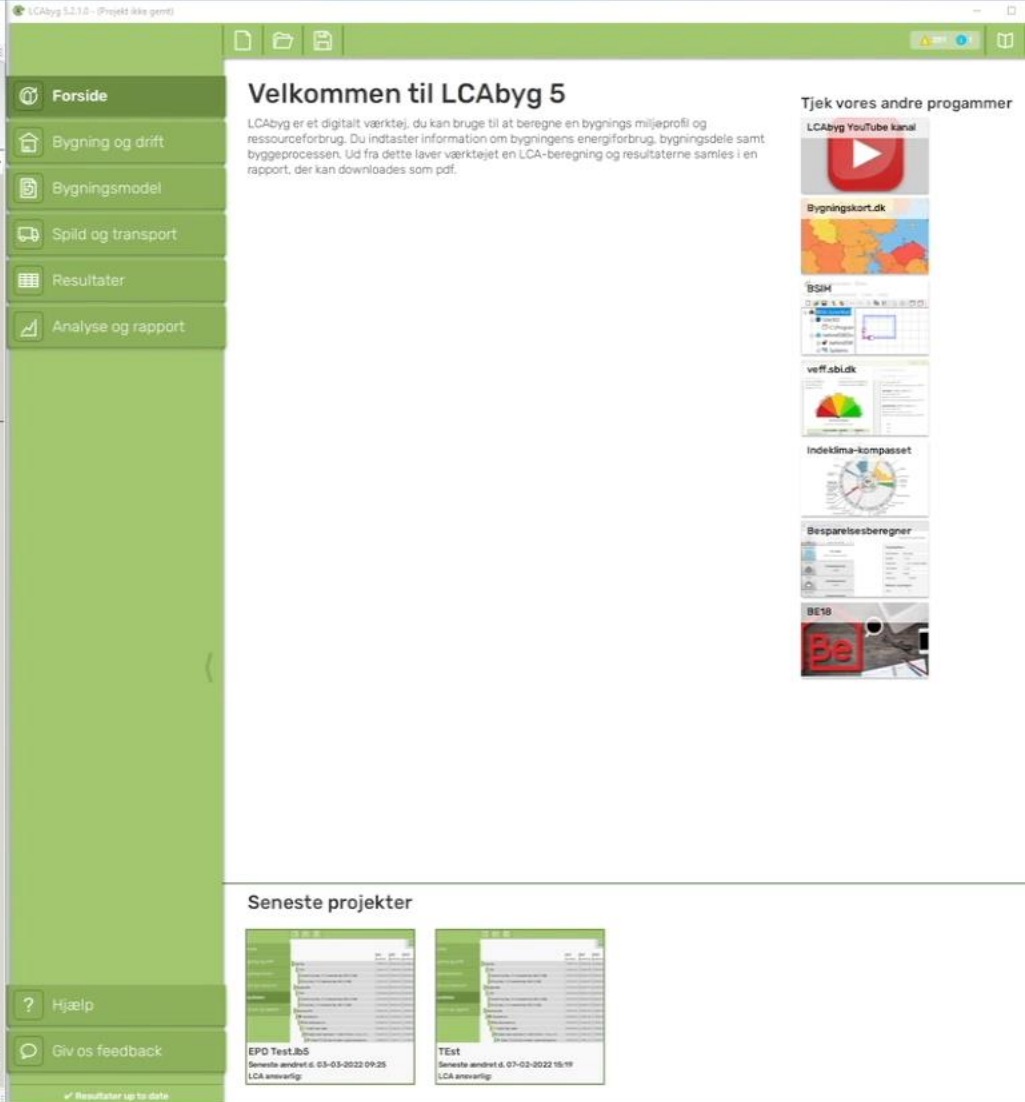 LCAbyg 5.2.1.0 - (Projekt ikke gemt)
Forside
Bygning og drift
Bygningsmodel
Spild og transport
Resultater
Analyse og rapport
Velkommen til LCAbyg 5
LCAbyg er et digitalt værktøj, du kan bruge til at beregne en bygnings miljøprofil og
ressourceforbrug. Du indtaster information om bygningens energiforbrug, bygningsdele samt
byggeprocessen. Ud fra dette laver værktøjet en LCA-beregning og resultaterne samles i en
rapport, der kan downloades som pdf.
Tjek vores andre progammer
LCAbyg YouTube kanal
Bygningskort.dk
BSIM
veff.sbi.dk
Indeklima-kompasset
Besparelsesberegner
BE18
Be
Seneste projekter
EPD Test.lb5
Seneste ændret d. 03-03-2022 09:25
LCA ansvarlig:
TEst
Seneste ændret d. 07-02-2022 15:19
LCA ansvarlig:
? Hjælp
Giv os feedback
✓ Resultater up to date